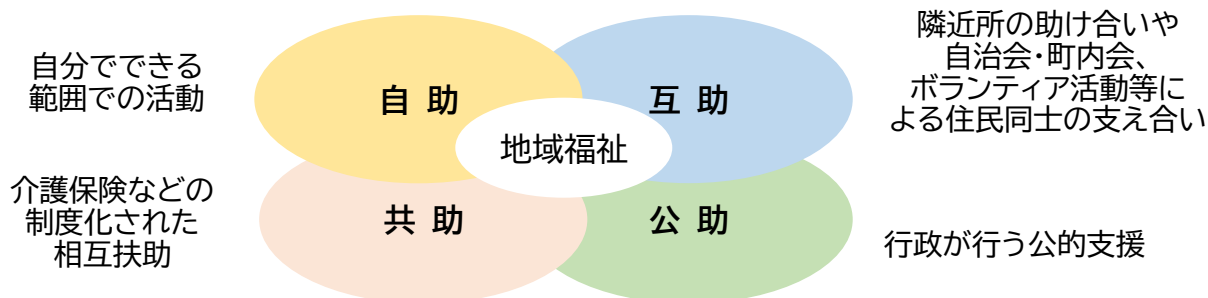 自分でできる
範囲での活動
自助
互助
隣近所の助け合いや
自治会・町内会、
ボランティア活動等に
よる住民同士の支え合い
地域福祉
介護保険などの
制度化された
相互扶助
共助
公助
行政が行う公的支援